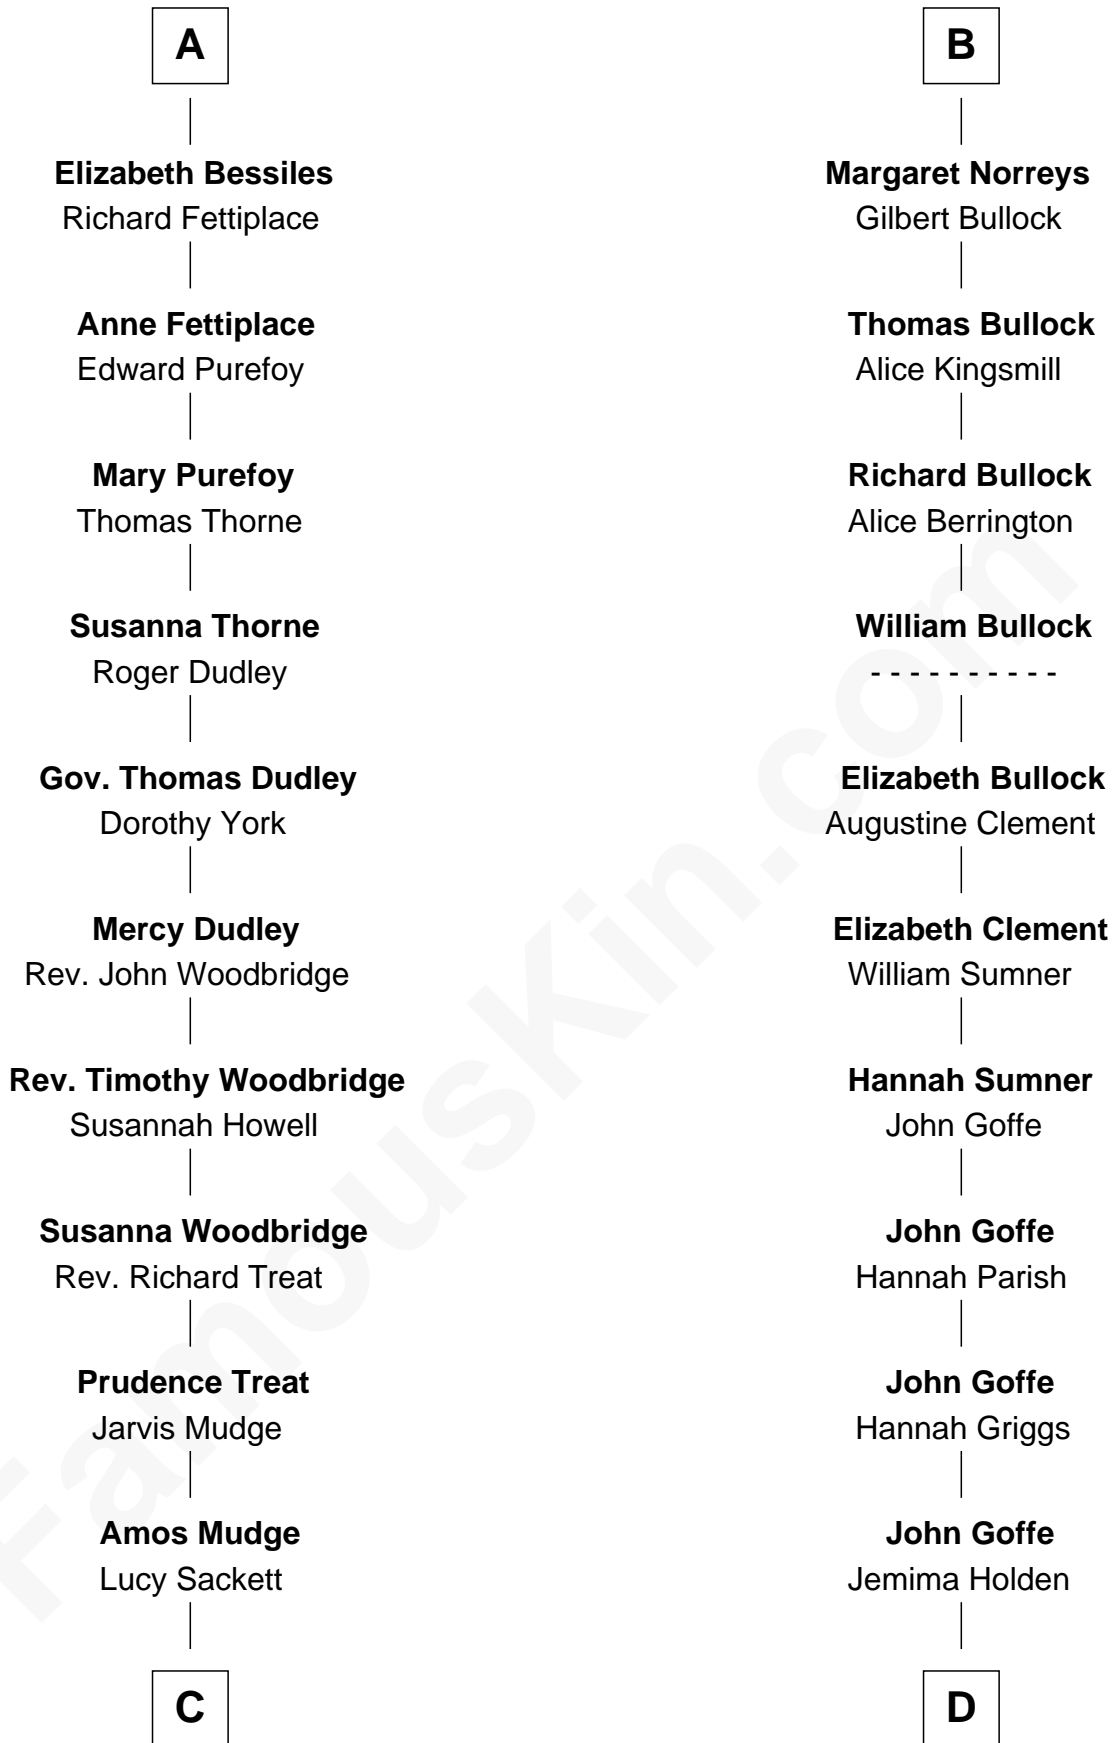 A
Elizabeth Bessiles
Richard Fettiplace
Anne Fettiplace
Edward Purefoy
Mary Purefoy
Thomas Thorne
Susanna Thorne
Roger Dudley
Gov. Thomas Dudley
Dorothy York
Mercy Dudley
Rev. John Woodbridge
Rev. Timothy Woodbridge
Susannah Howell
Susanna Woodbridge
Rev. Richard Treat
Prudence Treat
Jarvis Mudge
Amos Mudge
Lucy Sackett
C
B
Margaret Norreys
Gilbert Bullock
Thomas Bullock
Alice Kingsmill
Richard Bullock
Alice Berrington
William Bullock
- - - - - - - - - -
Elizabeth Bullock
Augustine Clement
Elizabeth Clement
William Sumner
Hannah Sumner
John Goffe
John Goffe
Hannah Parish
John Goffe
Hannah Griggs
John Goffe
Jemima Holden
D
FamousKin.com